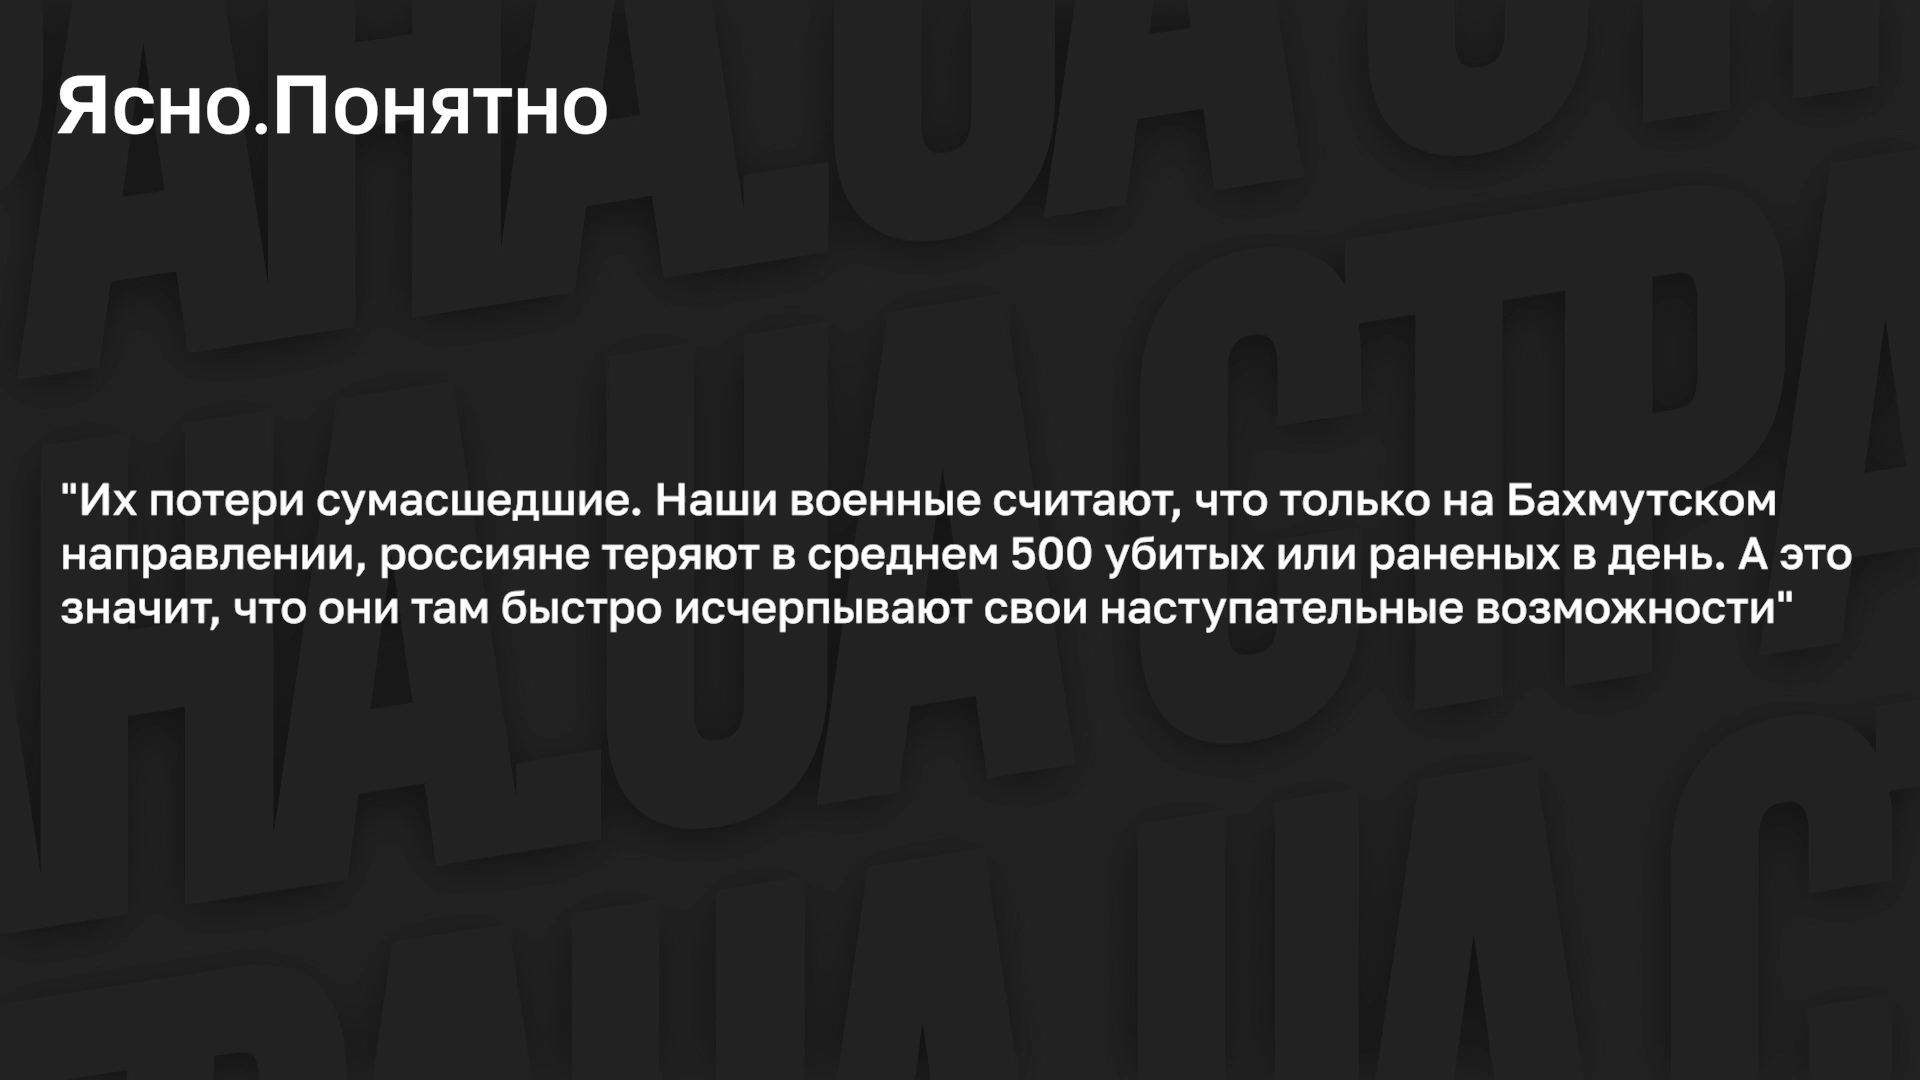 Ясно.Понятно
"Их потери сумасшедшие. Наши военные считают, что только на Бахмутском
направлении, россияне теряют в среднем 500 убитых или раненых в день. А это
значит, что они там быстро исчерпывают свои наступательные возможности"